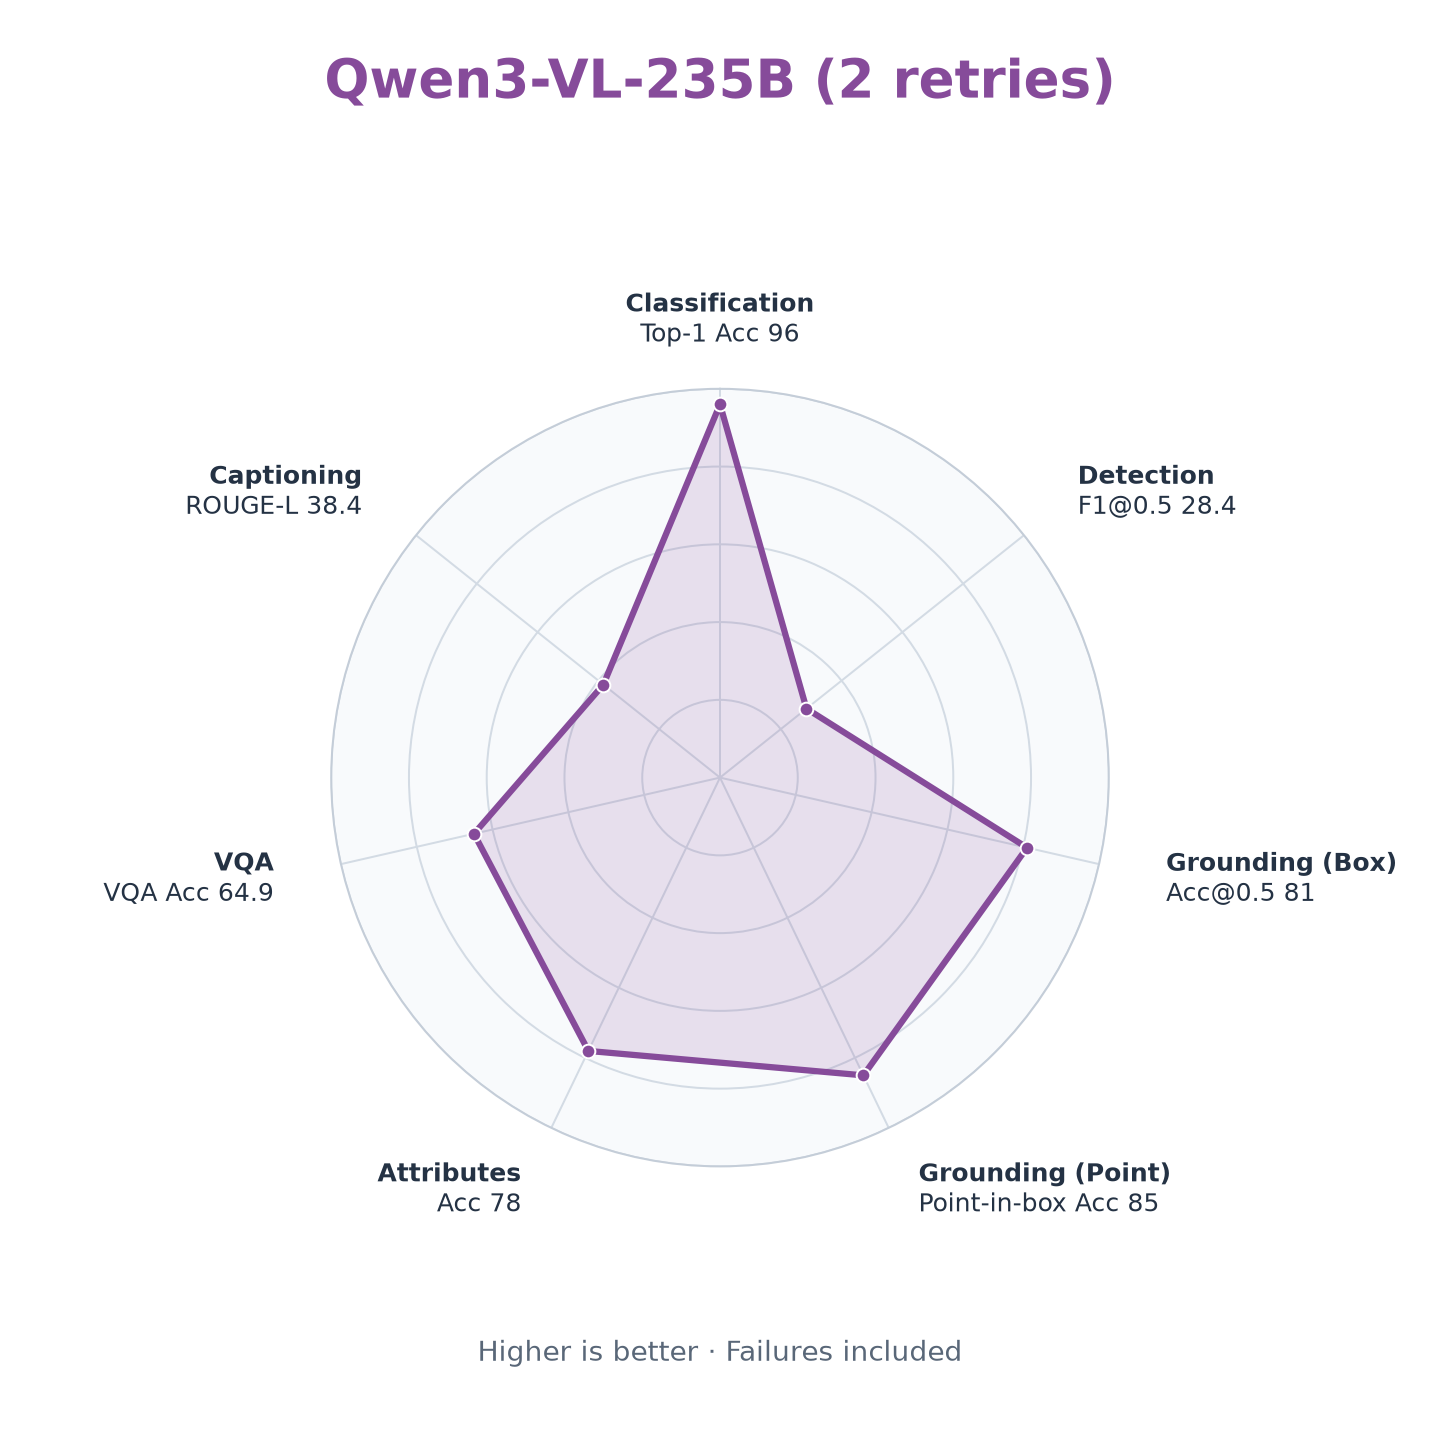 Qwen3-VL-235B (2 retries)
Classification
Top-1 Acc 96
Captioning
ROUGE-L 38.4
Detection
F1@0.5 28.4
VQA
VQA Acc 64.9
Grounding (Box)
Acc@0.5 81
Attributes
Acc 78
Grounding (Point)
Point-in-box Acc 85
Higher is better · Failures included